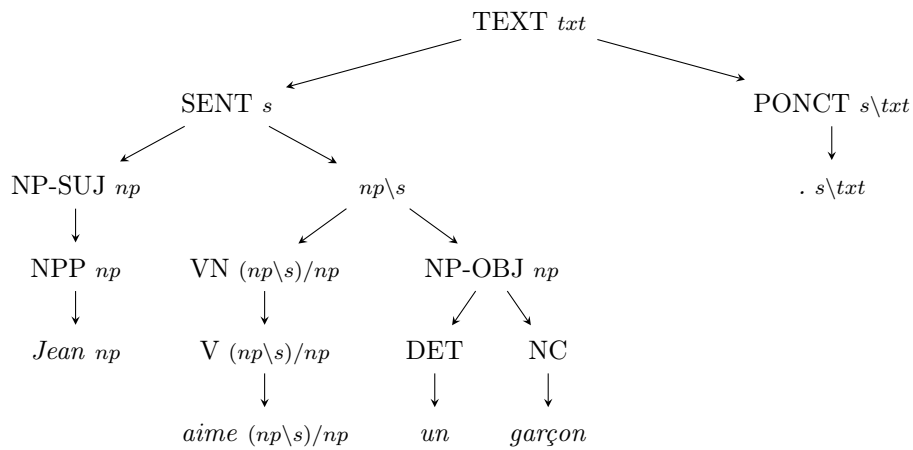 TEXT txt
SENT s PONCT s\txt
NP-SUJ np np\s . s\txt
NPP np VN (np\s)/np NP-OBJ np
Jean np V (np\s)/np DET NC
aime (np\s)/np un garçon